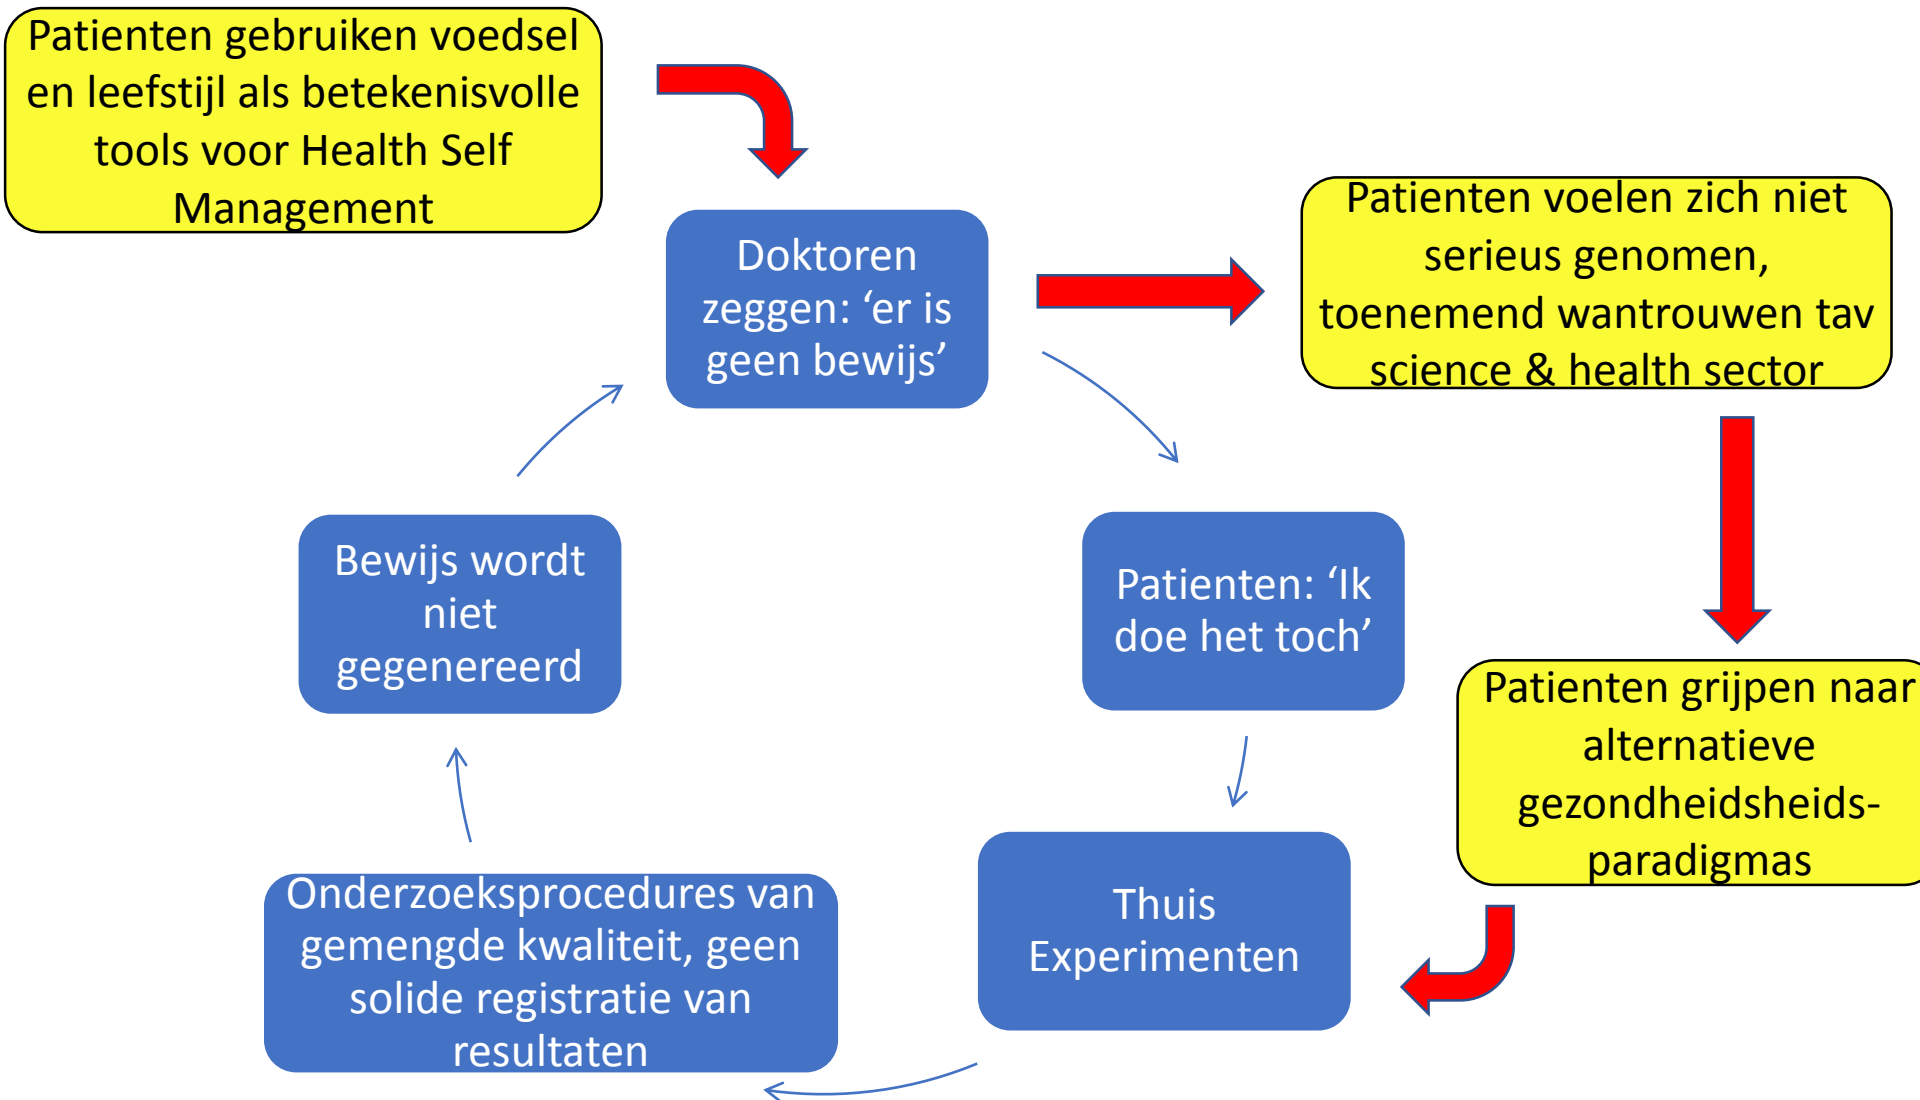 Patienten gebruiken voedsel
en leefstijl als betekenisvolle
tools voor Health Self
Management
Doktoren
zeggen: ‘er is
geen bewijs’
Patienten voelen zich niet
serieus genomen,
toenemend wantrouwen tav
science & health sector
Bewijs wordt
niet
gegenereerd
Patienten: ‘Ik
doe het toch’
Patienten grijpen naar
alternatieve
gezondheidsheids-
paradigmas
Onderzoeksprocedures van
gemengde kwaliteit, geen
solide registratie van
resultaten
Thuis
Experimenten